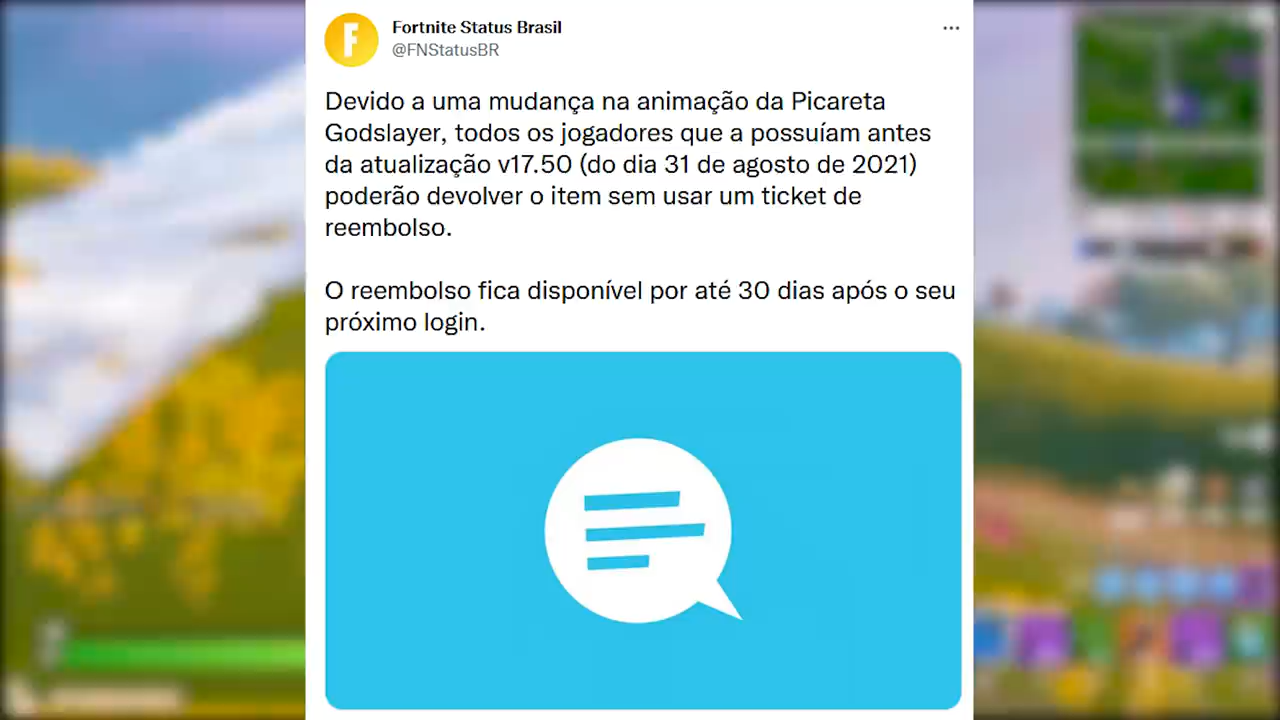 F
Fortnite Status Brasil
@FNStatusBR
Devido a uma mudança na animação da Picareta
Godslayer, todos os jogadores que a possuíam antes
da atualização v17.50 (do dia 31 de agosto de 2021)
poderão devolver o item sem usar um ticket de
reembolso.
O reembolso fica disponível por até 30 dias após o seu
próximo login.